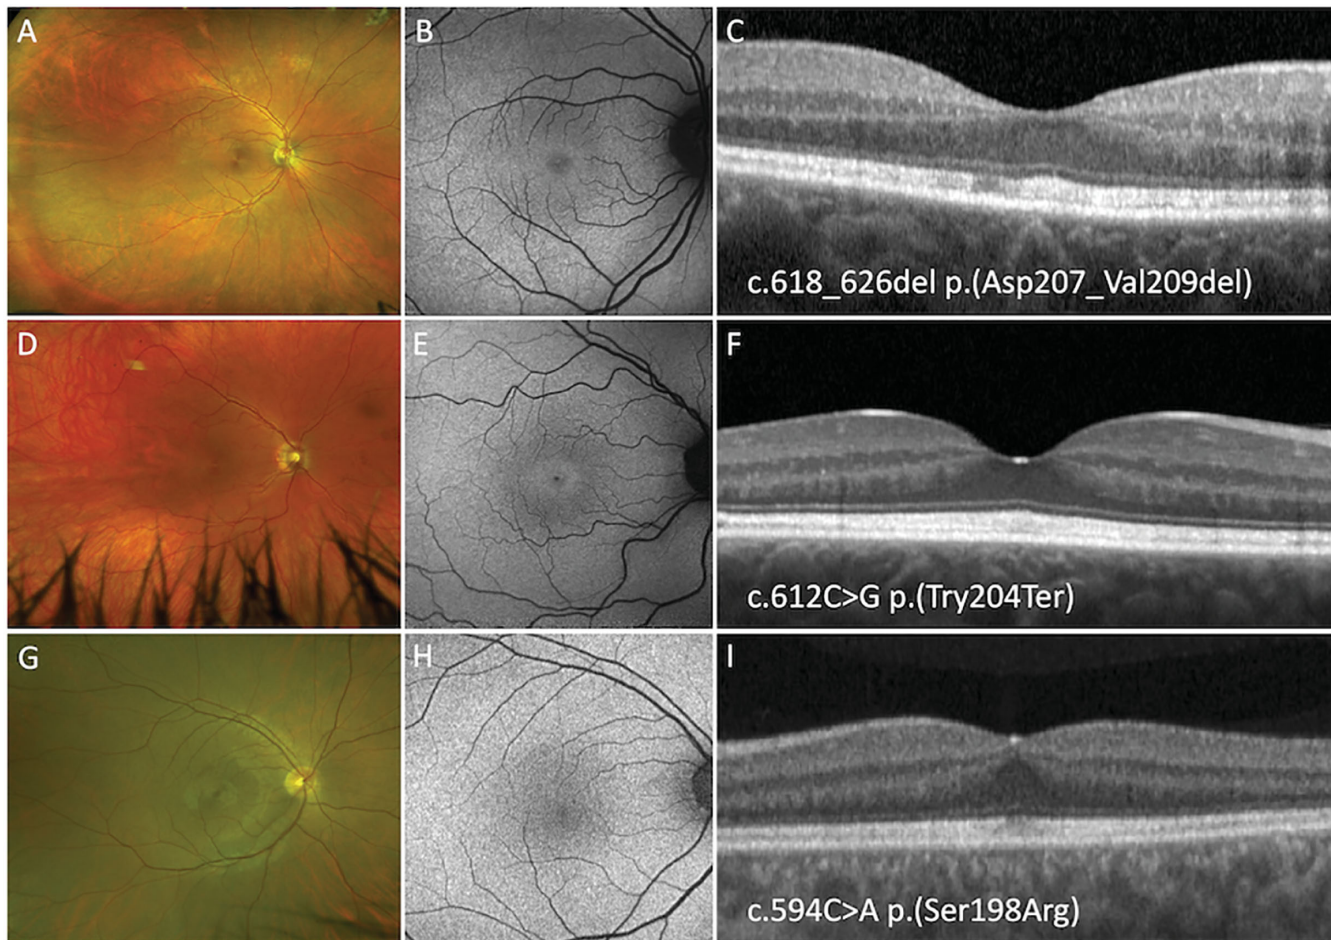 A
B
C
c.618_626del p.(Asp207_Val209del)
D
E
F
c.612C>G p.(Try204Ter)
G
H
I
c.594C>A p.(Ser198Arg)